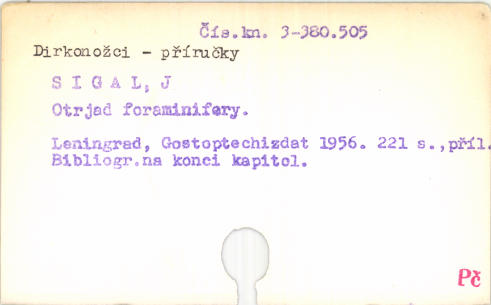 Čís.kn. 3-380.505
Dirkonožci - příručky
S I G A L, J
Otrjad foraminifery.
Leningrad, Gostoptechizdat 1956. 221 s.,příl.
Bibliogr.na konci kapitol.
Pč